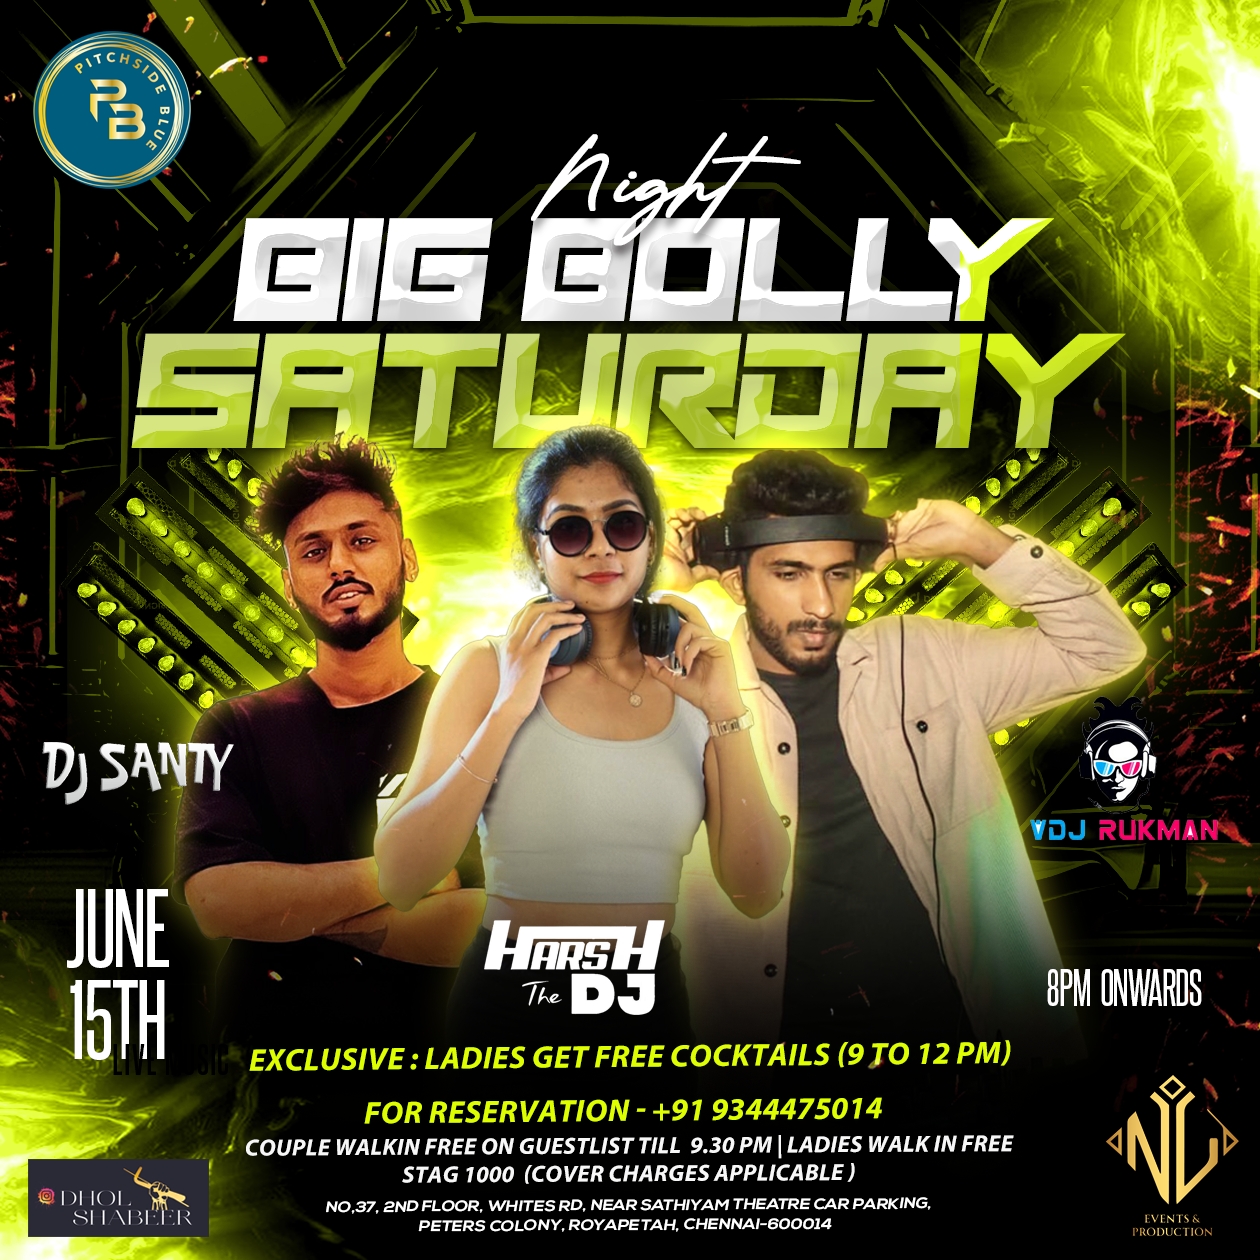 PITCHSIDE BLUE
PB
Night
BIG BOLLY
SATURDAY
DJ SANTY
VDJ RUKMAN
JUNE
15TH
LIVE MUSIC
HARSH
The DJ
8PM ONWARDS
EXCLUSIVE : LADIES GET FREE COCKTAILS (9 TO 12 PM)
FOR RESERVATION - +91 9344475014
COUPLE WALKIN FREE ON GUESTLIST TILL 9.30 PM | LADIES WALK IN FREE
STAG 1000 (COVER CHARGES APPLICABLE )
NO,37, 2ND FLOOR, WHITES RD, NEAR SATHIYAM THEATRE CAR PARKING,
PETERS COLONY, ROYAPETAH, CHENNAI-600014
DHOL
SHABEER
NL
EVENTS &
PRODUCTION